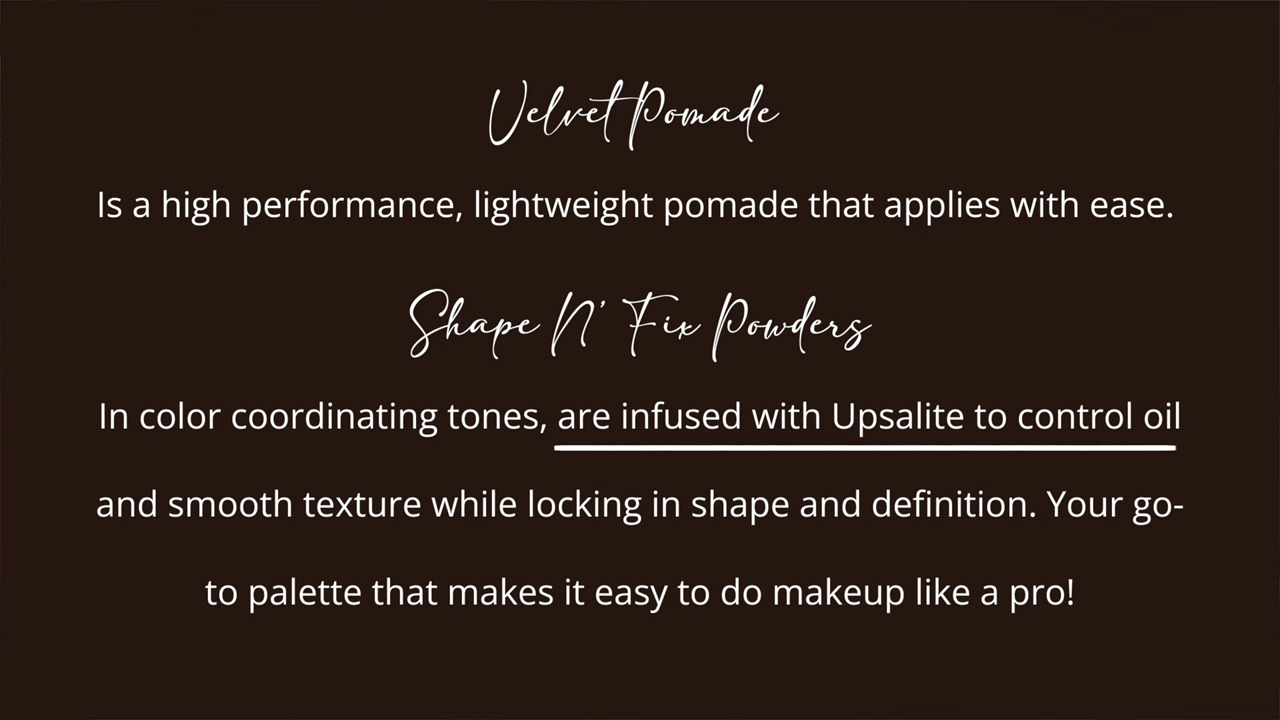 Velvet Pomade
Is a high performance, lightweight pomade that applies with ease.
Shape N' Fix Powders
In color coordinating tones, are infused with Upsalite to control oil
and smooth texture while locking in shape and definition. Your go-
to palette that makes it easy to do makeup like a pro!